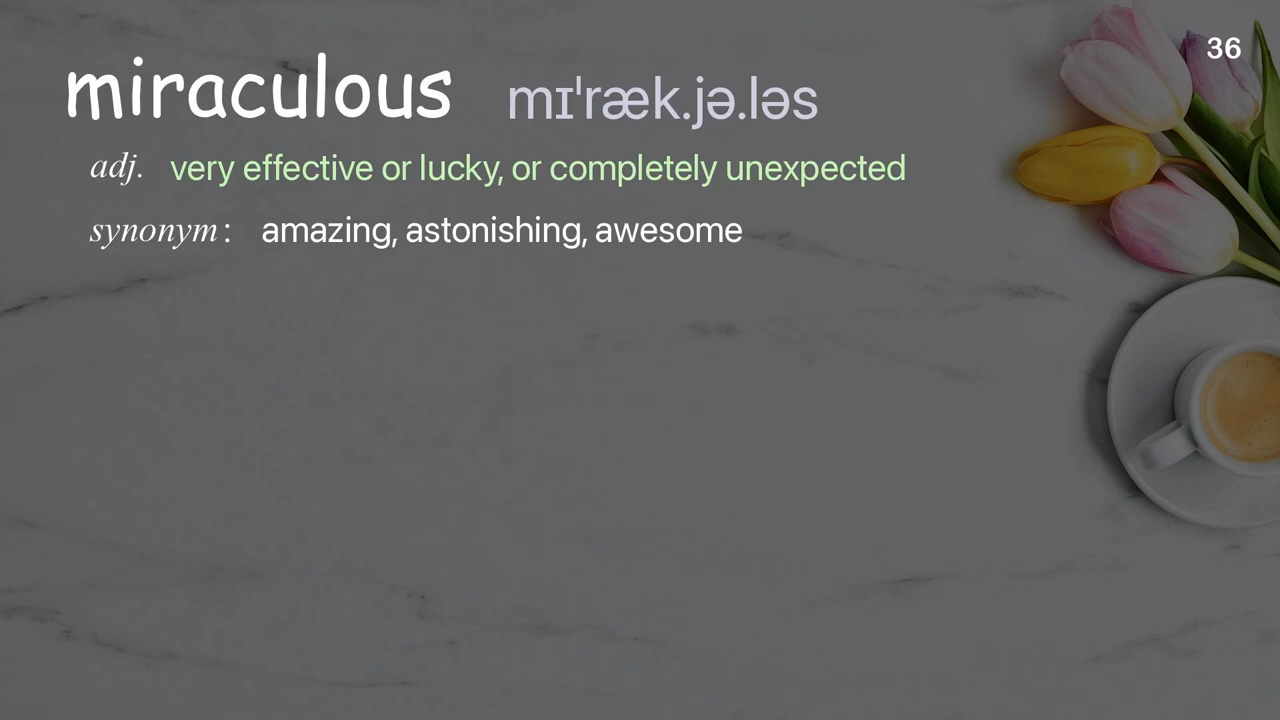 36
miraculous mɪˈræk.jə.ləs
adj. very effective or lucky, or completely unexpected
synonym: amazing, astonishing, awesome